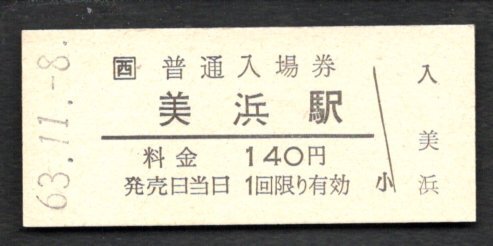 63.11.-8.
西 普通入場券
美浜駅
料金 140円
発売日当日 1回限り有効 小
入
美
浜